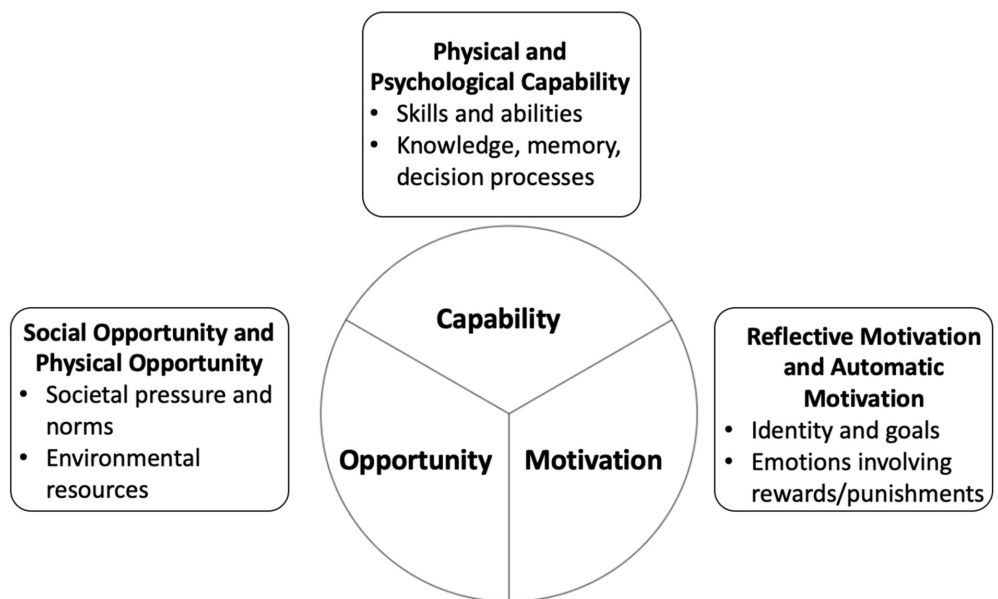 Physical and
Psychological Capability
• Skills and abilities
• Knowledge, memory,
decision processes
Capability
Social Opportunity and
Physical Opportunity
• Societal pressure and
norms
• Environmental
resources
Opportunity
Motivation
Reflective Motivation
and Automatic
Motivation
• Identity and goals
• Emotions involving
rewards/punishments